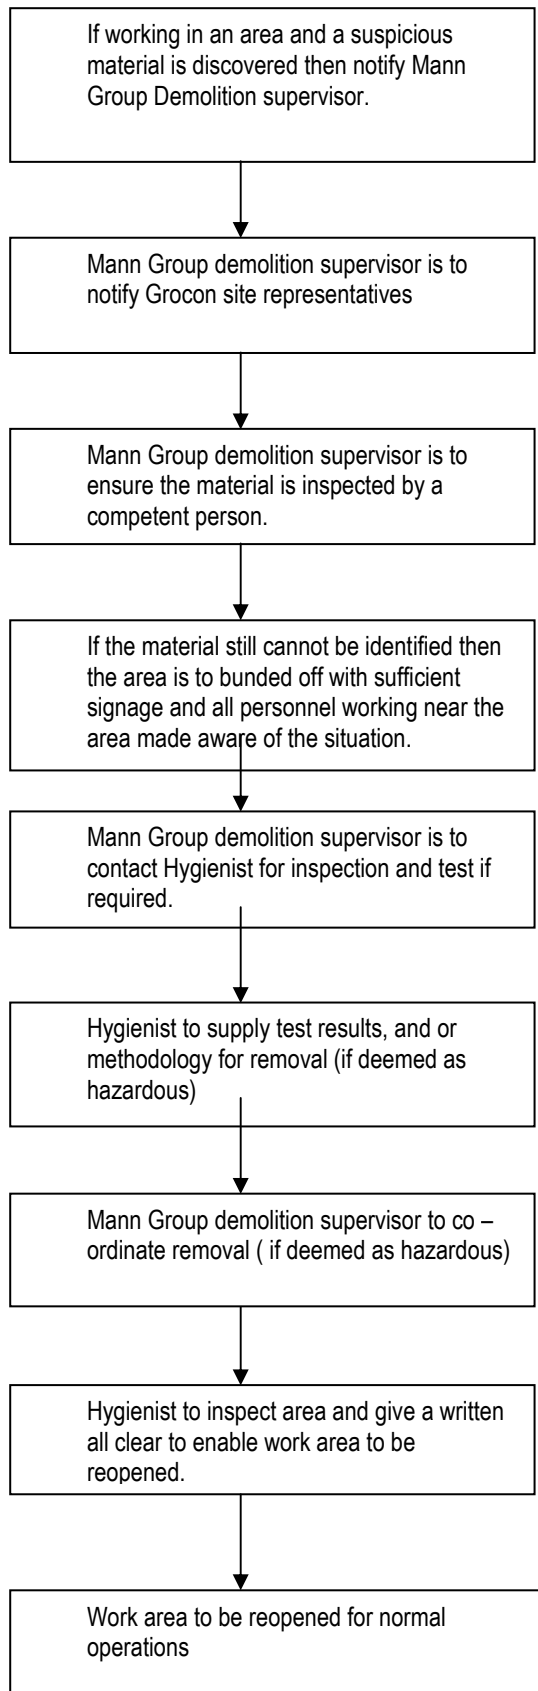 If working in an area and a suspicious
material is discovered then notify Mann
Group Demolition supervisor.
Mann Group demolition supervisor is to
notify Grocon site representatives
Mann Group demolition supervisor is to
ensure the material is inspected by a
competent person.
If the material still cannot be identified then
the area is to bunded off with sufficient
signage and all personnel working near the
area made aware of the situation.
Mann Group demolition supervisor is to
contact Hygienist for inspection and test if
required.
Hygienist to supply test results, and or
methodology for removal (if deemed as
hazardous)
Mann Group demolition supervisor to co –
ordinate removal ( if deemed as hazardous)
Hygienist to inspect area and give a written
all clear to enable work area to be
reopened.
Work area to be reopened for normal
operations